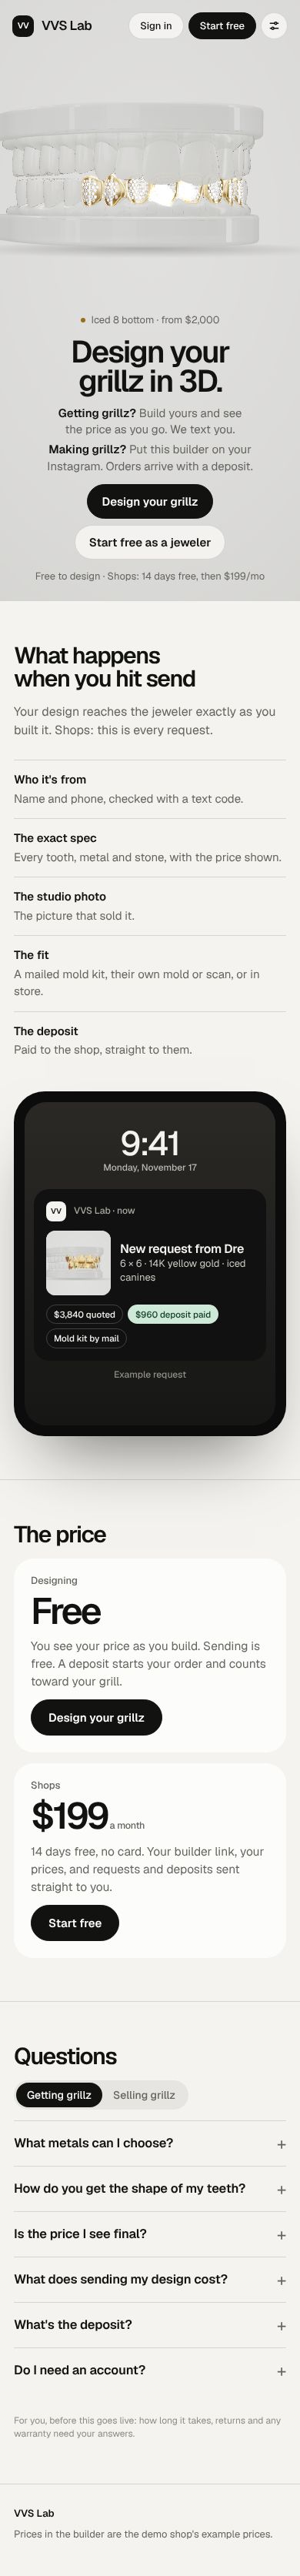 VV VVS Lab Sign in Start free
Iced 8 bottom · from $2,000
Design your
grillz in 3D.
Getting grillz? Build yours and see
the price as you go. We text you.
Making grillz? Put this builder on your
Instagram. Orders arrive with a deposit.
Design your grillz
Start free as a jeweler
Free to design · Shops: 14 days free, then $199/mo
What happens
when you hit send
Your design reaches the jeweler exactly as you
built it. Shops: this is every request.
Who it's from
Name and phone, checked with a text code.
The exact spec
Every tooth, metal and stone, with the price shown.
The studio photo
The picture that sold it.
The fit
A mailed mold kit, their own mold or scan, or in
store.
The deposit
Paid to the shop, straight to them.
9:41
Monday, November 17
VV VVS Lab · now
New request from Dre
6 × 6 · 14K yellow gold · iced
canines
$3,840 quoted $960 deposit paid
Mold kit by mail
Example request
The price
Designing
Free
You see your price as you build. Sending is
free. A deposit starts your order and counts
toward your grill.
Design your grillz
Shops
$199 a month
14 days free, no card. Your builder link, your
prices, and requests and deposits sent
straight to you.
Start free
Questions
Getting grillz Selling grillz
What metals can I choose? +
How do you get the shape of my teeth? +
Is the price I see final? +
What does sending my design cost? +
What's the deposit? +
Do I need an account? +
For you, before this goes live: how long it takes, returns and any
warranty need your answers.
VVS Lab
Prices in the builder are the demo shop's example prices.